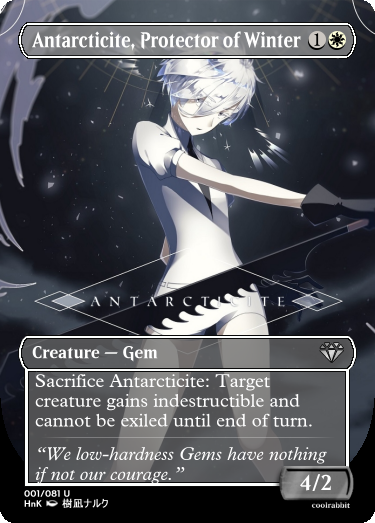 Antarcticite, Protector of Winter 1
ANTARCTICITE
Creature — Gem
Sacrifice Antarcticite: Target
creature gains indestructible and
cannot be exiled until end of turn.
“We low-hardness Gems have nothing
if not our courage.”
4/2
001/081 U
HnK 樹凪ナルク
coolrabbit